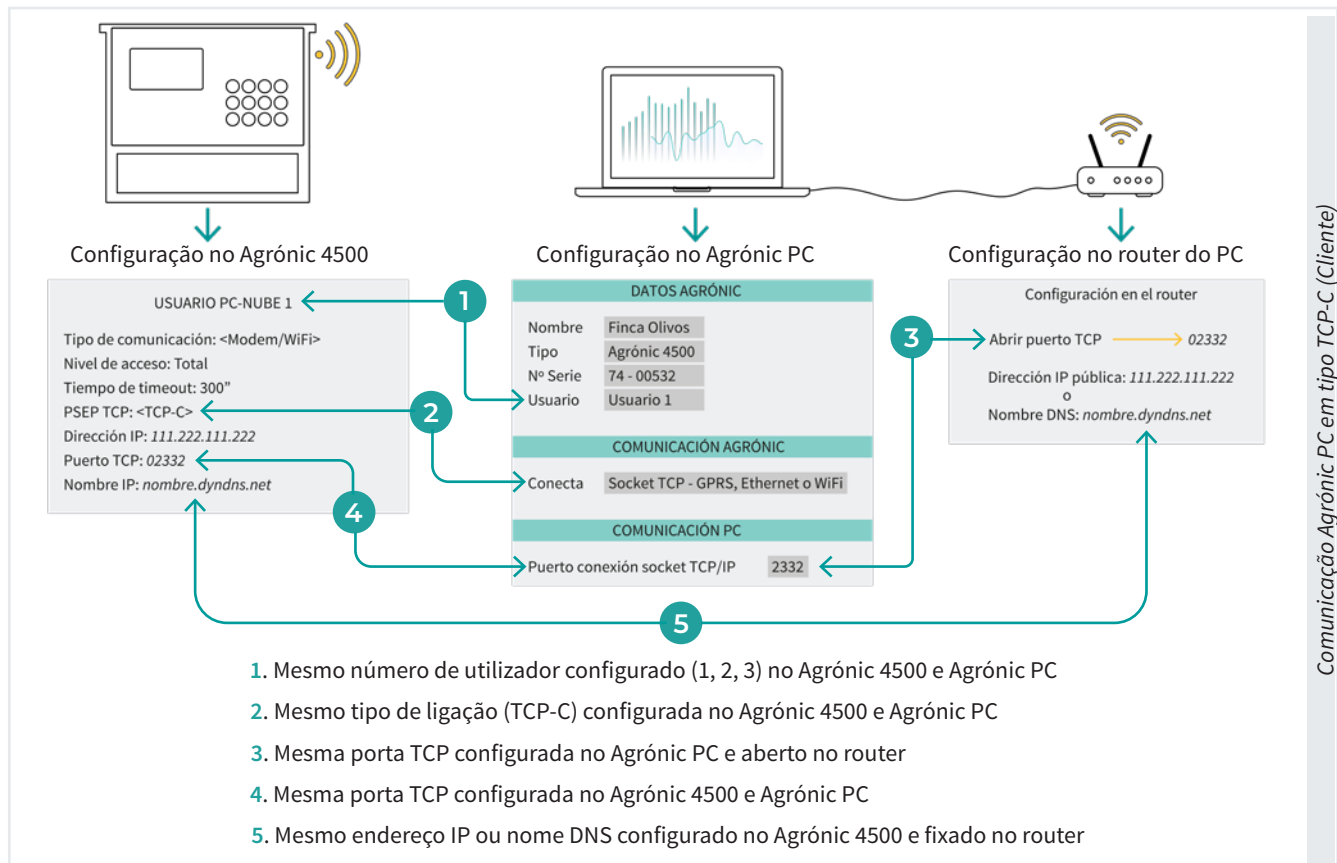 Configuração no Agrónic 4500
USUARIO PC-NUBE 1
Tipo de comunicación: <Modem/WiFi>
Nivel de acceso: Total
Tiempo de timeout: 300”
PSEP TCP: <TCP-C>
Dirección IP: 111.222.111.222
Puerto TCP: 02332
Nombre IP: nombre.dyndns.net
1
2
4
Configuração no Agrónic PC
DATOS AGRÓNIC
Nombre Finca Olivos
Tipo Agrónic 4500
Nº Serie 74 - 00532
Usuario Usuario 1
COMUNICACIÓN AGRÓNIC
Conecta Socket TCP - GPRS, Ethernet o WiFi
COMUNICACIÓN PC
Puerto conexión socket TCP/IP 2332
3
Configuração no router do PC
Configuración en el router
Abrir puerto TCP 02332
Dirección IP pública: 111.222.111.222
o
Nombre DNS: nombre.dyndns.net
5
1. Mesmo número de utilizador configurado (1, 2, 3) no Agrónic 4500 e Agrónic PC
2. Mesmo tipo de ligação (TCP-C) configurada no Agrónic 4500 e Agrónic PC
3. Mesma porta TCP configurada no Agrónic PC e aberto no router
4. Mesma porta TCP configurada no Agrónic 4500 e Agrónic PC
5. Mesmo endereço IP ou nome DNS configurado no Agrónic 4500 e fixado no router
Comunicação Agrónic PC em tipo TCP-C (Cliente)